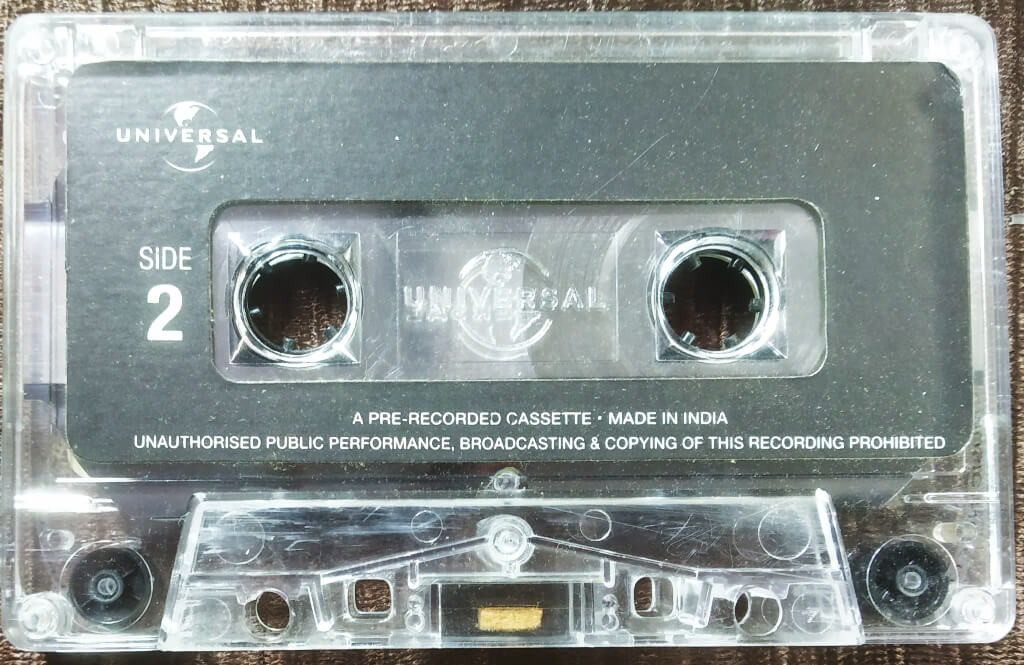 UNIVERSAL
SIDE
2
UNIVERSAL
A PRE-RECORDED CASSETTE • MADE IN INDIA
UNAUTHORISED PUBLIC PERFORMANCE, BROADCASTING & COPYING OF THIS RECORDING PROHIBITED